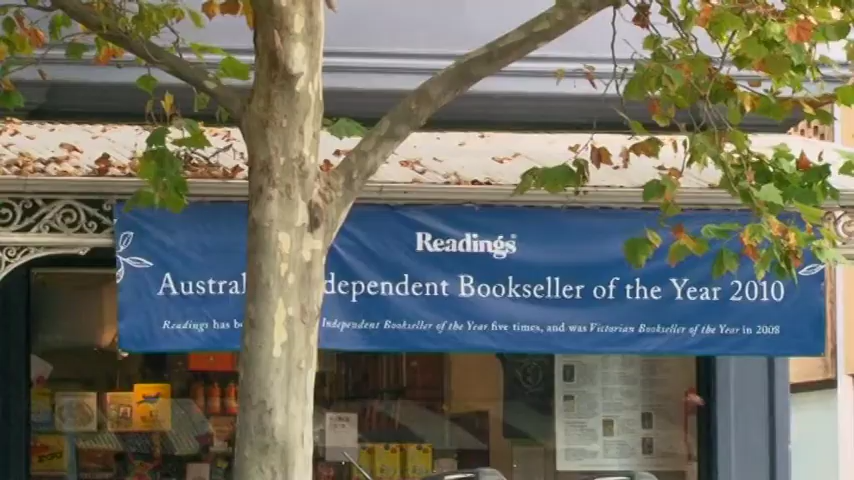 Readings
Austral dependent Bookseller of the Year 2010
Readings has be Independent Bookseller of the Year five times, and was Victorian Bookseller of the Year in 2008